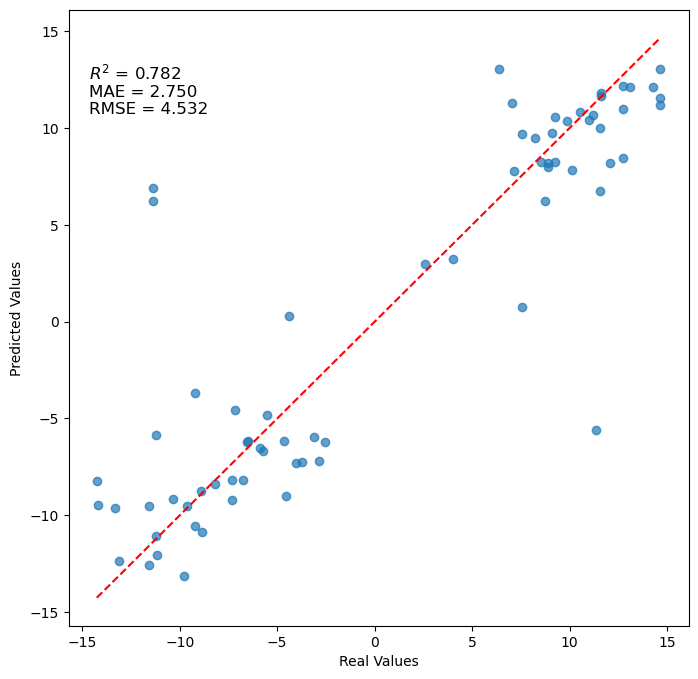 R² = 0.782
MAE = 2.750
RMSE = 4.532
15
10
5
0
−5
−10
−15
Predicted Values
−15 −10 −5 0 5 10 15
Real Values